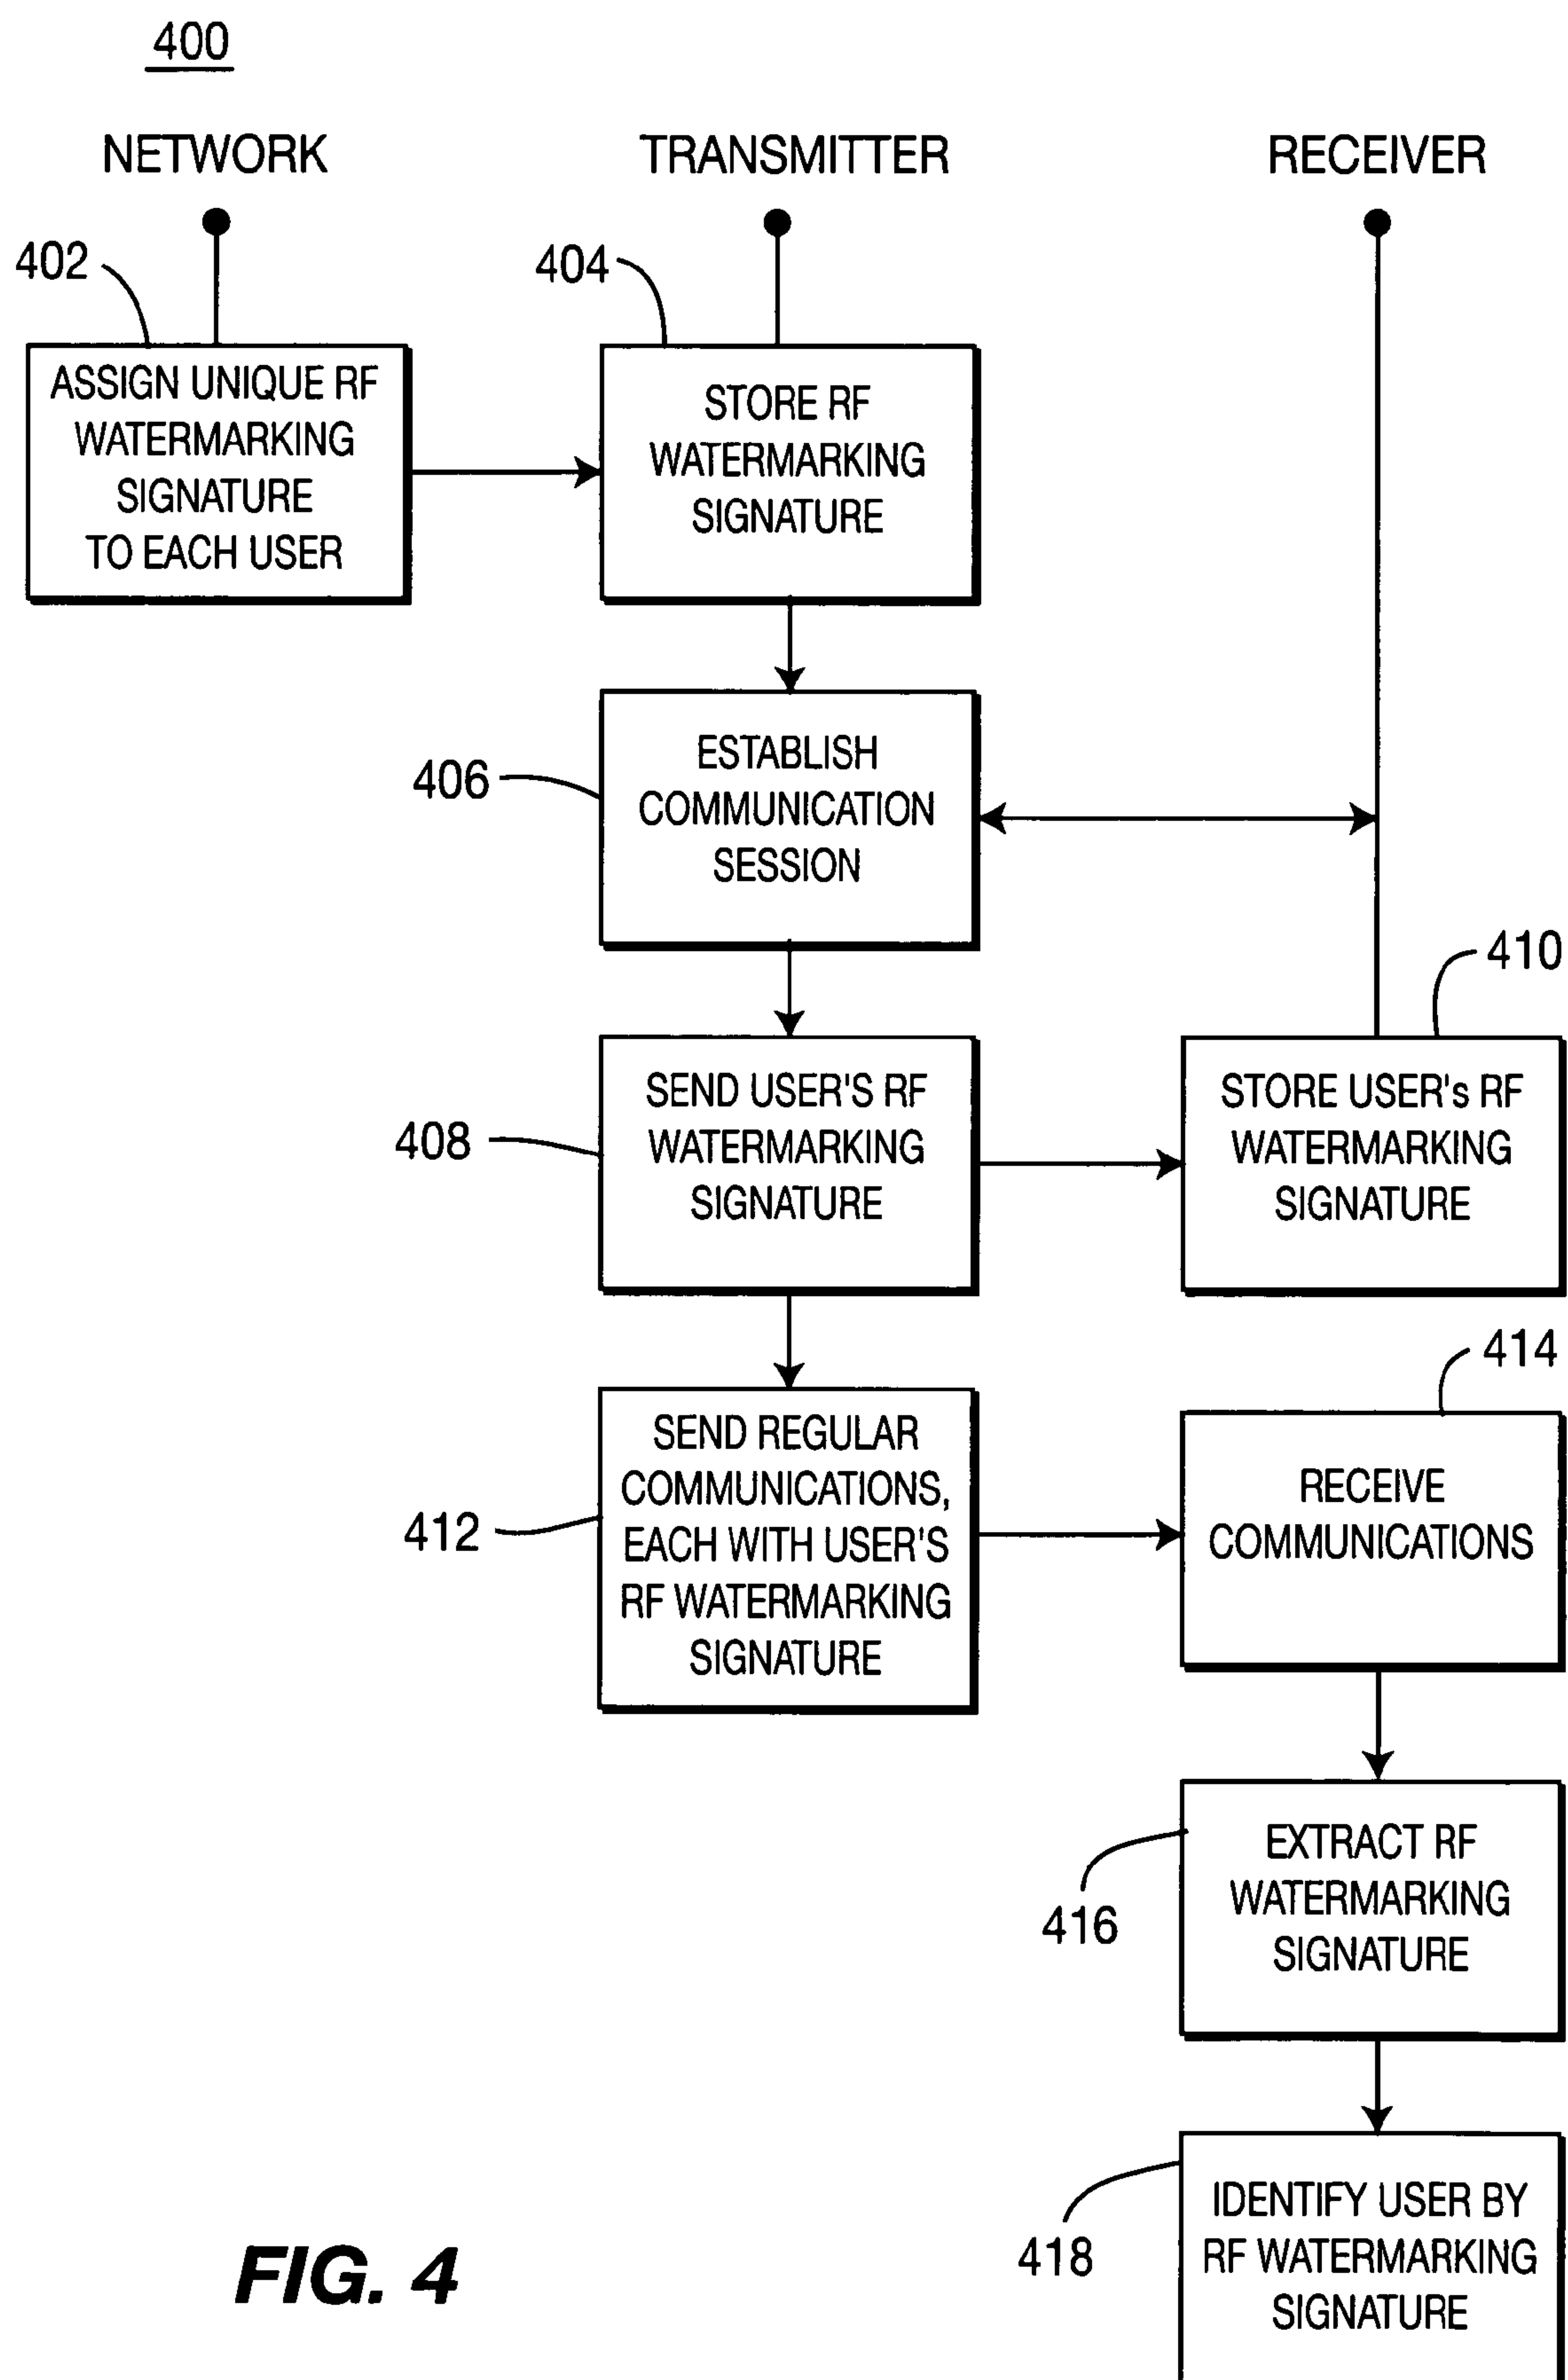 400
NETWORK
TRANSMITTER
RECEIVER
402
404
ASSIGN UNIQUE RF
WATERMARKING
SIGNATURE
TO EACH USER
STORE RF
WATERMARKING
SIGNATURE
406
ESTABLISH
COMMUNICATION
SESSION
410
408
SEND USER'S RF
WATERMARKING
SIGNATURE
STORE USER's RF
WATERMARKING
SIGNATURE
414
412
SEND REGULAR
COMMUNICATIONS,
EACH WITH USER'S
RF WATERMARKING
SIGNATURE
RECEIVE
COMMUNICATIONS
416
EXTRACT RF
WATERMARKING
SIGNATURE
418
IDENTIFY USER BY
RF WATERMARKING
SIGNATURE
FIG. 4